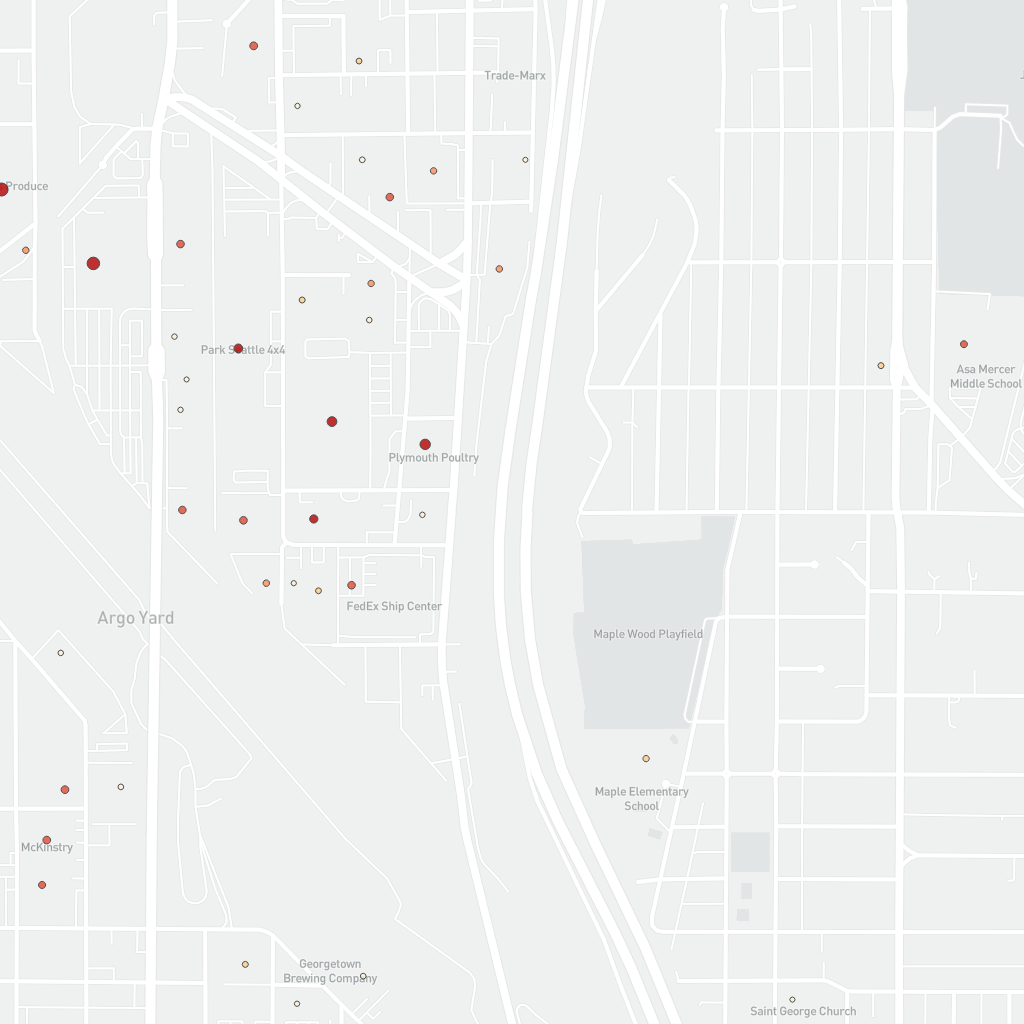 Trade-Marx
Produce
Park Seattle 4x4
Asa Mercer
Middle School
Plymouth Poultry
FedEx Ship Center
Argo Yard
Maple Wood Playfield
Maple Elementary
School
McKinstry
Georgetown
Brewing Company
Saint George Church